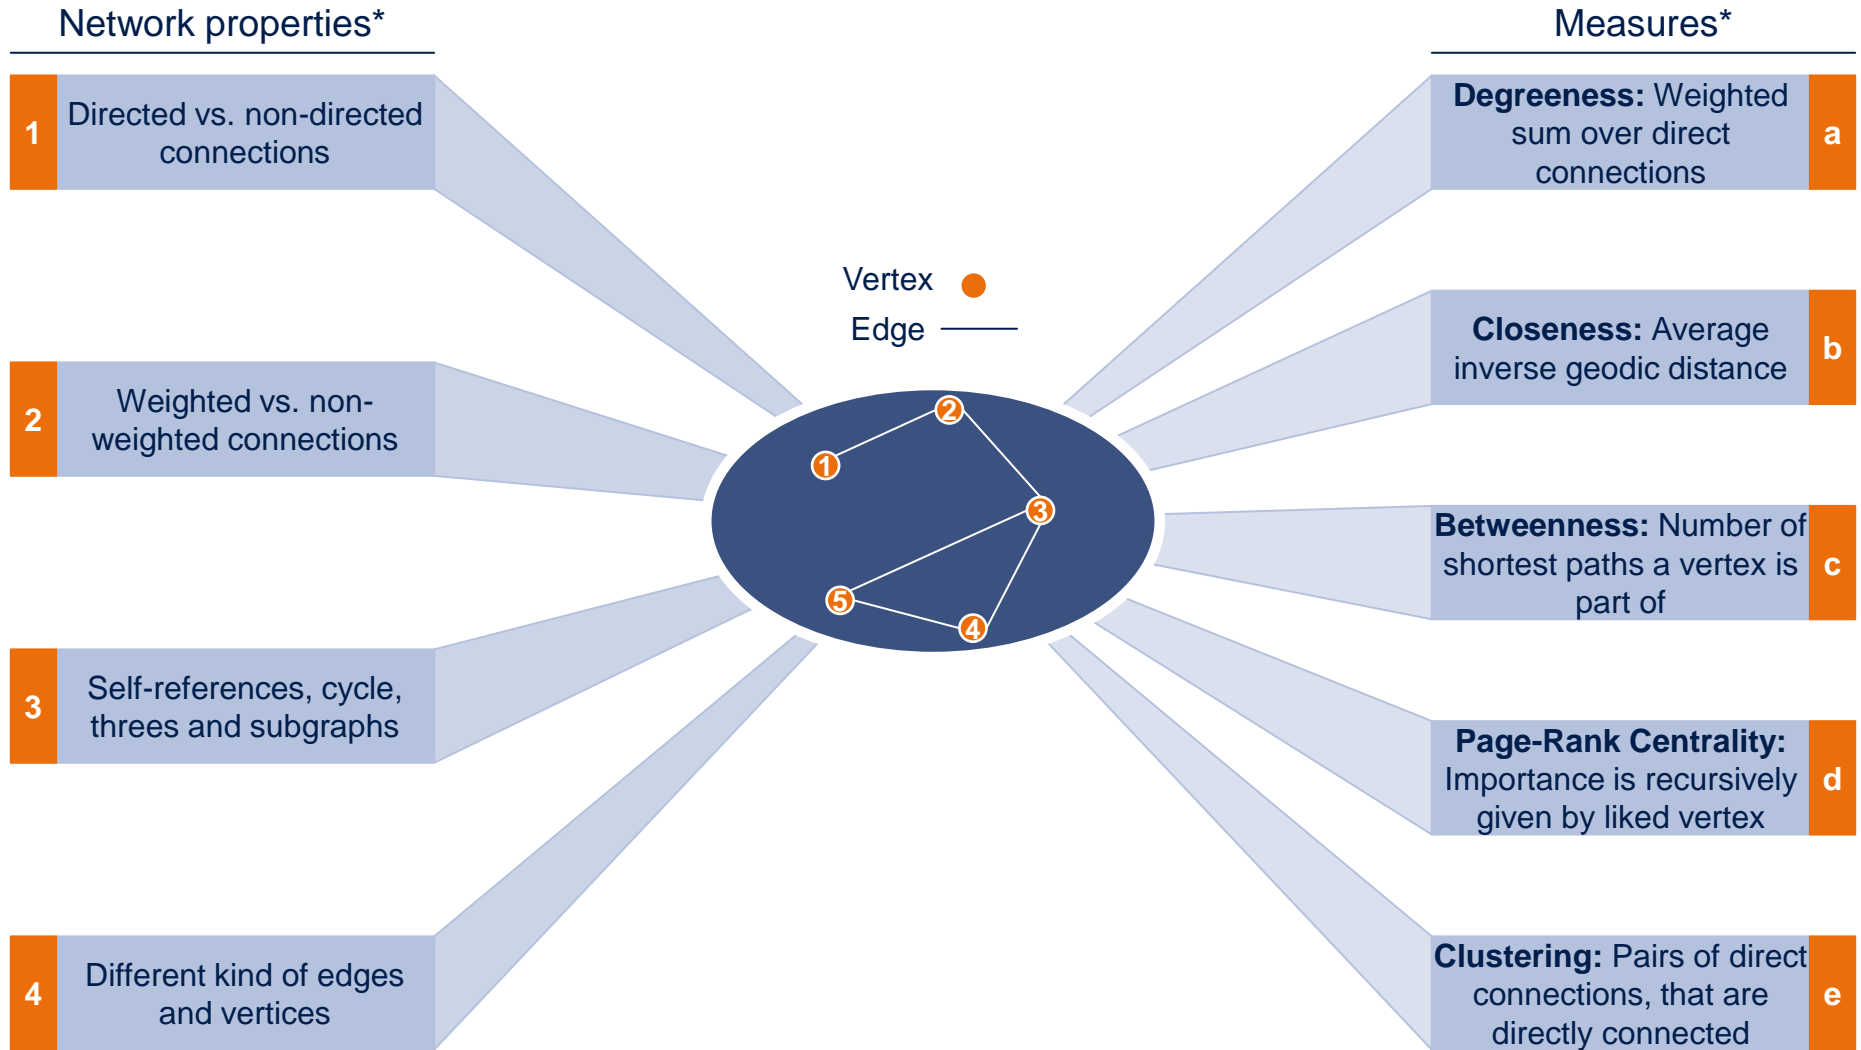 Network properties*
1
Directed vs. non-directed
connections
2
Weighted vs. non-
weighted connections
3
Self-references, cycle,
threes and subgraphs
4
Different kind of edges
and vertices
Vertex
Edge
1
2
3
4
5
Measures*
Degreeness: Weighted
sum over direct
connections
a
Closeness: Average
inverse geodic distance
b
Betweenness: Number of
shortest paths a vertex is
part of
c
Page-Rank Centrality:
Importance is recursively
given by liked vertex
d
Clustering: Pairs of direct
connections, that are
directly connected
e